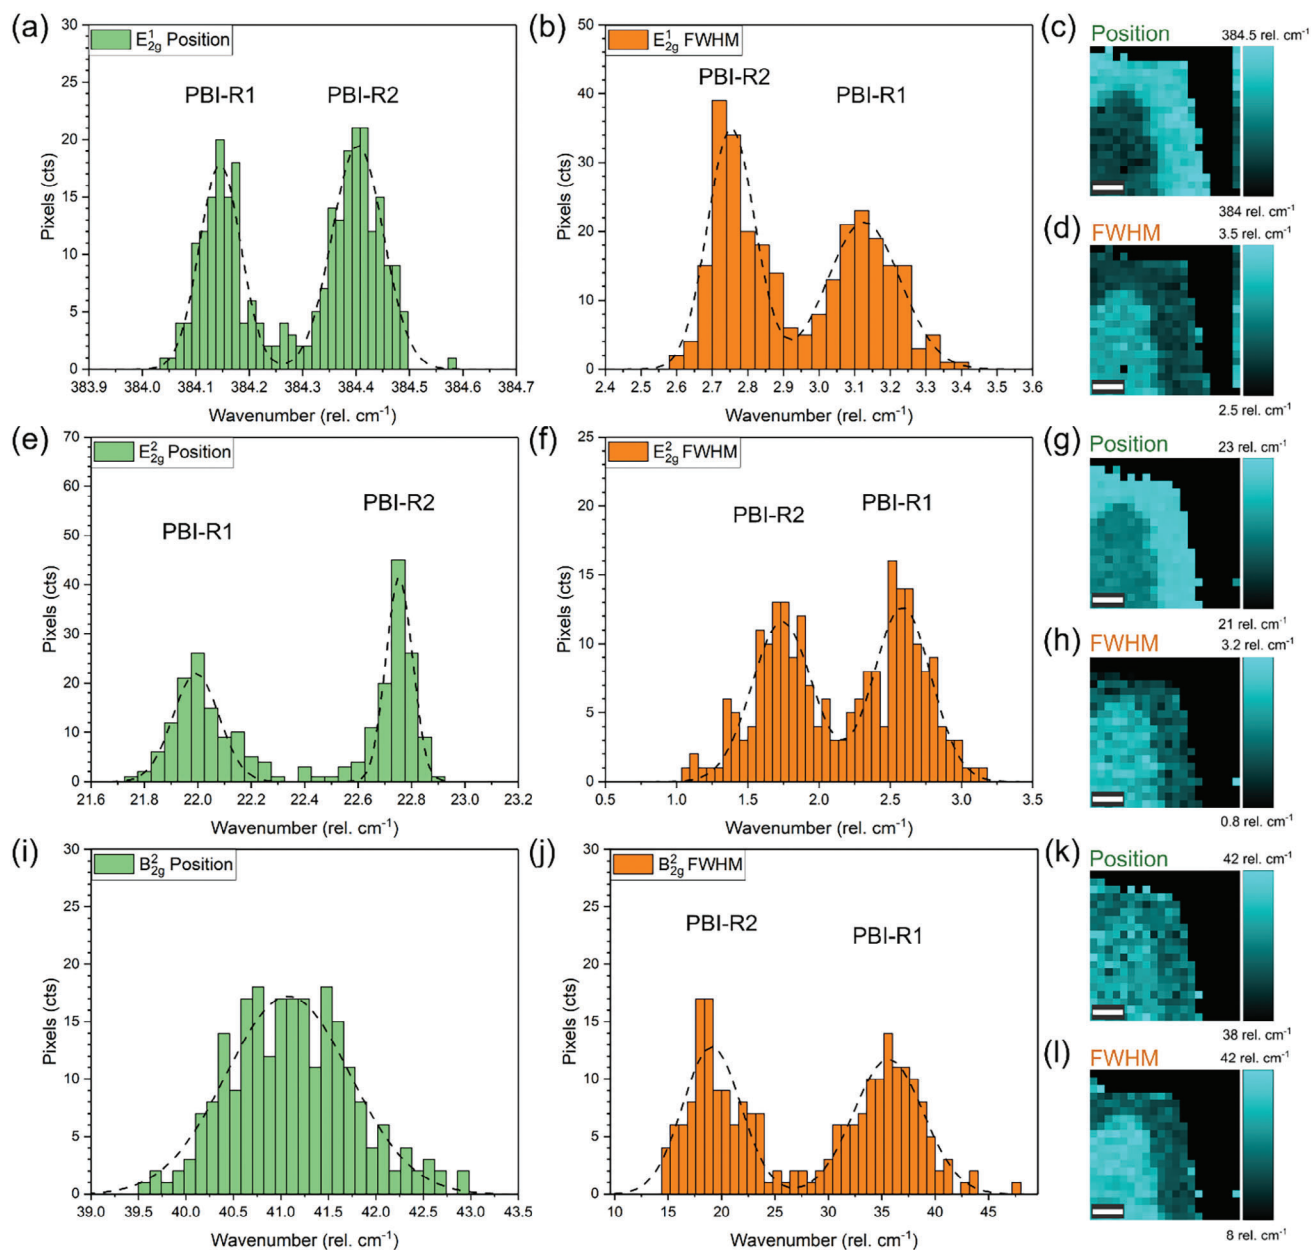 (a)
E¹₂g Position
PBI-R1
PBI-R2
Pixels (cts)
30
25
20
15
10
5
0
383.9 384.0 384.1 384.2 384.3 384.4 384.5 384.6 384.7
Wavenumber (rel. cm⁻¹)
(b)
E¹₂g FWHM
PBI-R2
PBI-R1
Pixels (cts)
50
40
30
20
10
0
2.4 2.5 2.6 2.7 2.8 2.9 3.0 3.1 3.2 3.3 3.4 3.5 3.6
Wavenumber (rel. cm⁻¹)
(c)
Position
384.5 rel. cm⁻¹
384 rel. cm⁻¹
(d)
FWHM
3.5 rel. cm⁻¹
2.5 rel. cm⁻¹
(e)
E²₂g Position
PBI-R1
PBI-R2
Pixels (cts)
70
60
50
40
30
20
10
0
21.6 21.8 22.0 22.2 22.4 22.6 22.8 23.0 23.2
Wavenumber (rel. cm⁻¹)
(f)
E²₂g FWHM
PBI-R2
PBI-R1
Pixels (cts)
25
20
15
10
5
0
0.5 1.0 1.5 2.0 2.5 3.0 3.5
Wavenumber (rel. cm⁻¹)
(g)
Position
23 rel. cm⁻¹
21 rel. cm⁻¹
(h)
FWHM
3.2 rel. cm⁻¹
0.8 rel. cm⁻¹
(i)
B²₂g Position
Pixels (cts)
30
25
20
15
10
5
0
39.0 39.5 40.0 40.5 41.0 41.5 42.0 42.5 43.0 43.5
Wavenumber (rel. cm⁻¹)
(j)
B²₂g FWHM
PBI-R2
PBI-R1
Pixels (cts)
30
25
20
15
10
5
0
10 15 20 25 30 35 40 45
Wavenumber (rel. cm⁻¹)
(k)
Position
42 rel. cm⁻¹
38 rel. cm⁻¹
(l)
FWHM
42 rel. cm⁻¹
8 rel. cm⁻¹